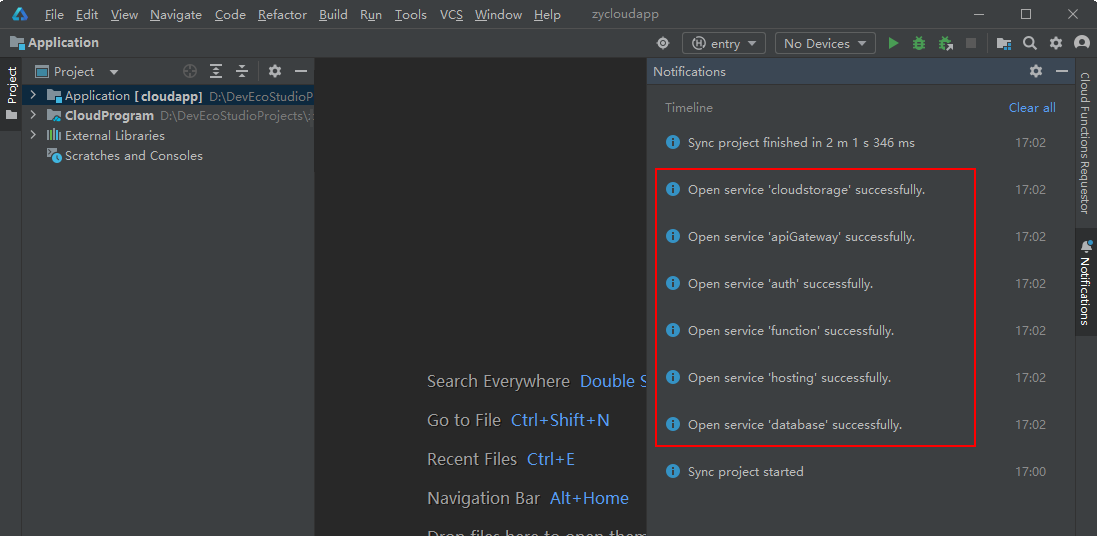 File Edit View Navigate Code Refactor Build Run Tools VCS Window Help zycloudapp
Application
entry
No Devices
Project
Project
Application [cloudapp] D:\DevEcoStudioP
CloudProgram D:\DevEcoStudioProjects\
External Libraries
Scratches and Consoles
Search Everywhere Double S
Go to File Ctrl+Shift+N
Recent Files Ctrl+E
Navigation Bar Alt+Home
Drop files here to open them
Notifications
Timeline Clear all
Sync project finished in 2 m 1 s 346 ms 17:02
Open service 'cloudstorage' successfully. 17:02
Open service 'apiGateway' successfully. 17:02
Open service 'auth' successfully. 17:02
Open service 'function' successfully. 17:02
Open service 'hosting' successfully. 17:02
Open service 'database' successfully. 17:02
Sync project started 17:00
Cloud Functions Requestor
Notifications